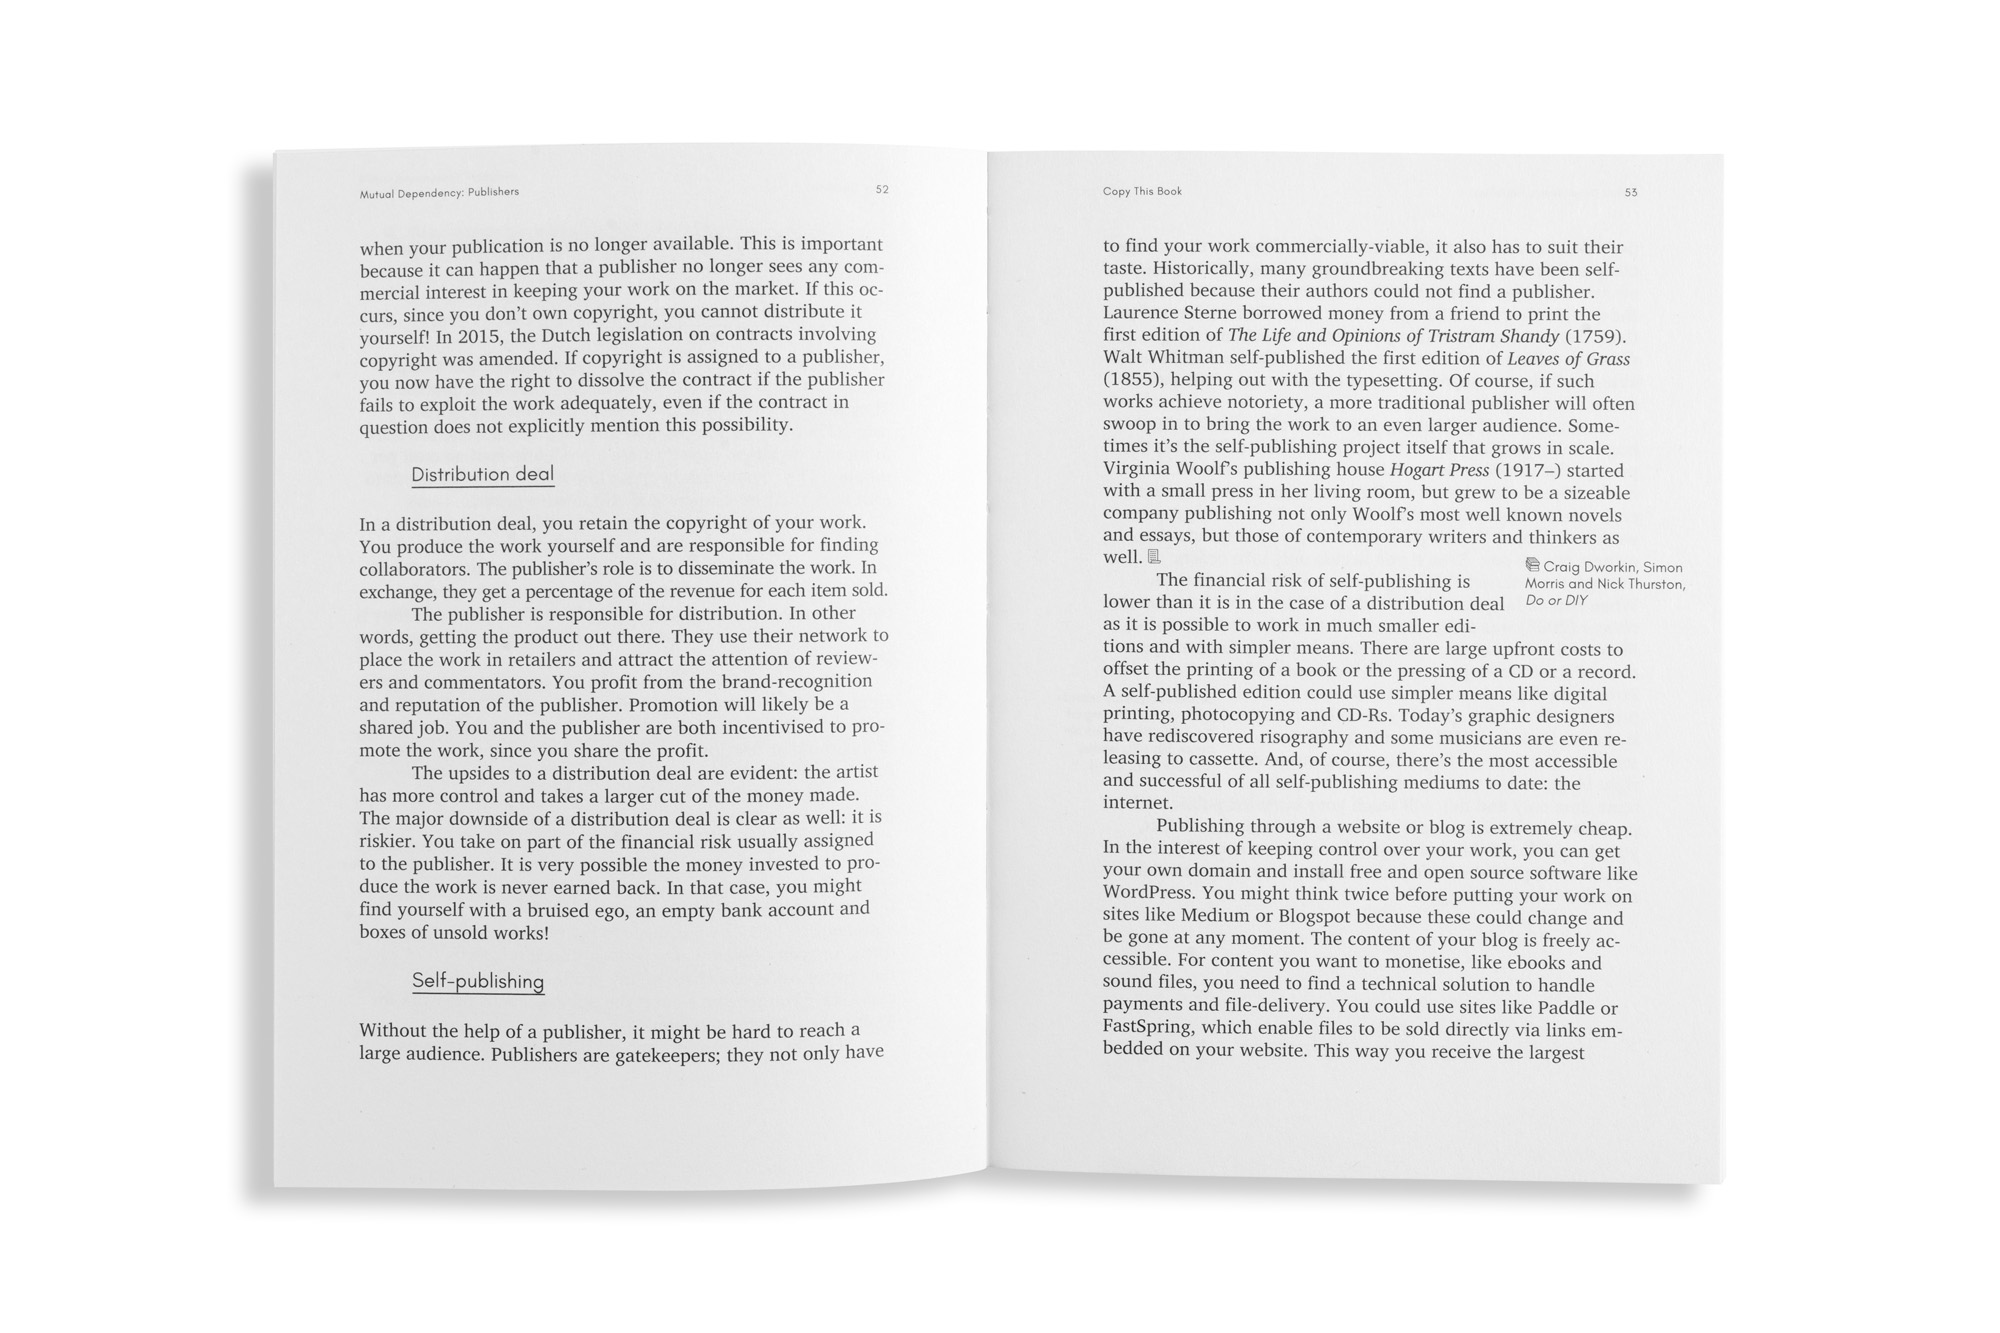 Mutual Dependency: Publishers
52
when your publication is no longer available. This is important
because it can happen that a publisher no longer sees any com-
mercial interest in keeping your work on the market. If this oc-
curs, since you don’t own copyright, you cannot distribute it
yourself! In 2015, the Dutch legislation on contracts involving
copyright was amended. If copyright is assigned to a publisher,
you now have the right to dissolve the contract if the publisher
fails to exploit the work adequately, even if the contract in
question does not explicitly mention this possibility.
Distribution deal
In a distribution deal, you retain the copyright of your work.
You produce the work yourself and are responsible for finding
collaborators. The publisher’s role is to disseminate the work. In
exchange, they get a percentage of the revenue for each item sold.
The publisher is responsible for distribution. In other
words, getting the product out there. They use their network to
place the work in retailers and attract the attention of review-
ers and commentators. You profit from the brand-recognition
and reputation of the publisher. Promotion will likely be a
shared job. You and the publisher are both incentivised to pro-
mote the work, since you share the profit.
The upsides to a distribution deal are evident: the artist
has more control and takes a larger cut of the money made.
The major downside of a distribution deal is clear as well: it is
riskier. You take on part of the financial risk usually assigned
to the publisher. It is very possible the money invested to pro-
duce the work is never earned back. In that case, you might
find yourself with a bruised ego, an empty bank account and
boxes of unsold works!
Self-publishing
Without the help of a publisher, it might be hard to reach a
large audience. Publishers are gatekeepers; they not only have
Copy This Book
53
to find your work commercially-viable, it also has to suit their
taste. Historically, many groundbreaking texts have been self-
published because their authors could not find a publisher.
Laurence Sterne borrowed money from a friend to print the
first edition of The Life and Opinions of Tristram Shandy (1759).
Walt Whitman self-published the first edition of Leaves of Grass
(1855), helping out with the typesetting. Of course, if such
works achieve notoriety, a more traditional publisher will often
swoop in to bring the work to an even larger audience. Some-
times it’s the self-publishing project itself that grows in scale.
Virginia Woolf’s publishing house Hogart Press (1917–) started
with a small press in her living room, but grew to be a sizeable
company publishing not only Woolf’s most well known novels
and essays, but those of contemporary writers and thinkers as
well.
Craig Dworkin, Simon
Morris and Nick Thurston,
Do or DIY
The financial risk of self-publishing is
lower than it is in the case of a distribution deal
as it is possible to work in much smaller edi-
tions and with simpler means. There are large upfront costs to
offset the printing of a book or the pressing of a CD or a record.
A self-published edition could use simpler means like digital
printing, photocopying and CD-Rs. Today’s graphic designers
have rediscovered risography and some musicians are even re-
leasing to cassette. And, of course, there’s the most accessible
and successful of all self-publishing mediums to date: the
internet.
Publishing through a website or blog is extremely cheap.
In the interest of keeping control over your work, you can get
your own domain and install free and open source software like
WordPress. You might think twice before putting your work on
sites like Medium or Blogspot because these could change and
be gone at any moment. The content of your blog is freely ac-
cessible. For content you want to monetise, like ebooks and
sound files, you need to find a technical solution to handle
payments and file-delivery. You could use sites like Paddle or
FastSpring, which enable files to be sold directly via links em-
bedded on your website. This way you receive the largest